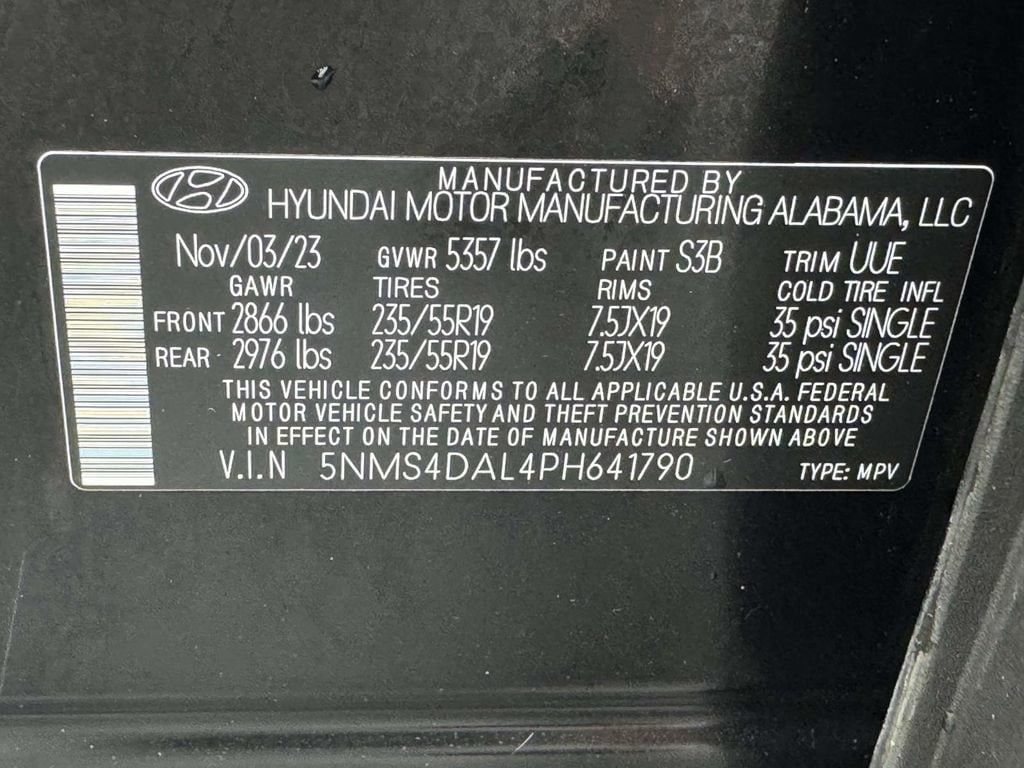 MANUFACTURED BY
HYUNDAI MOTOR MANUFACTURING ALABAMA, LLC
Nov/03/23 GVWR 5357 lbs PAINT S3B TRIM UUE
GAWR TIRES RIMS COLD TIRE INFL
FRONT 2866 lbs 235/55R19 7.5JX19 35 psi SINGLE
REAR 2976 lbs 235/55R19 7.5JX19 35 psi SINGLE
THIS VEHICLE CONFORMS TO ALL APPLICABLE U.S.A. FEDERAL
MOTOR VEHICLE SAFETY AND THEFT PREVENTION STANDARDS
IN EFFECT ON THE DATE OF MANUFACTURE SHOWN ABOVE
V.I.N 5NMS4DAL4PH641790 TYPE: MPV